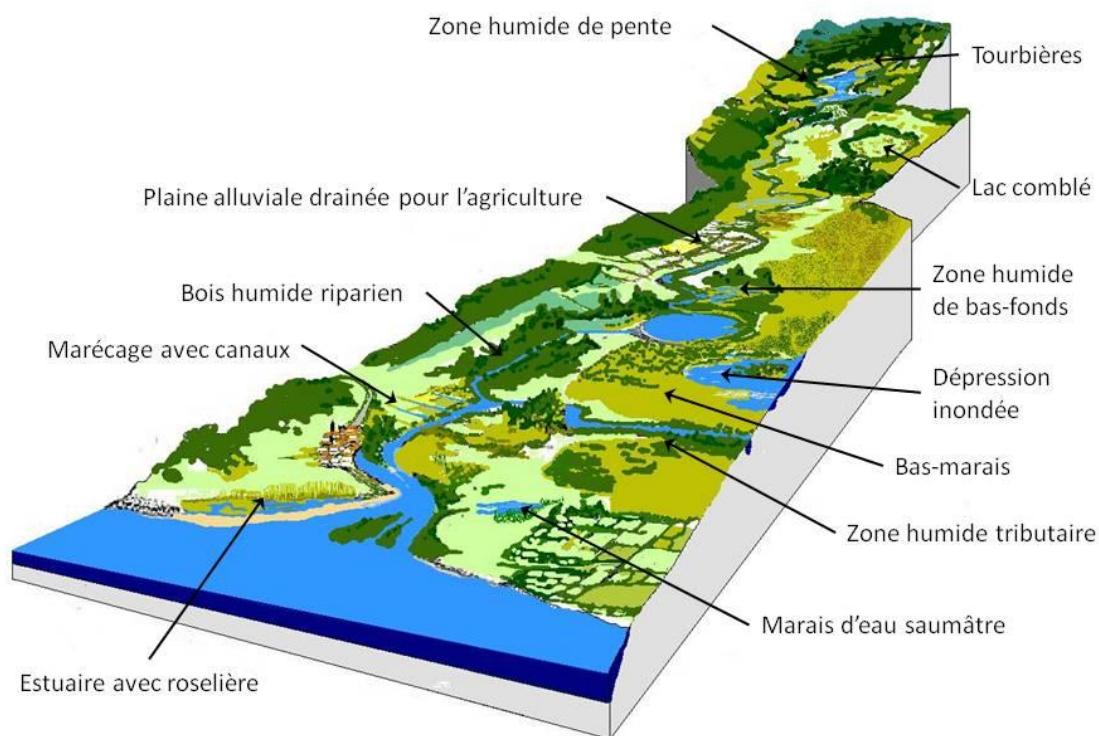 Zone humide de pente
Tourbières
Lac comblé
Plaine alluviale drainée pour l'agriculture
Zone humide
de bas-fonds
Bois humide riparien
Marécage avec canaux
Dépression
inondée
Bas-marais
Zone humide tributaire
Marais d'eau saumâtre
Estuaire avec roselière